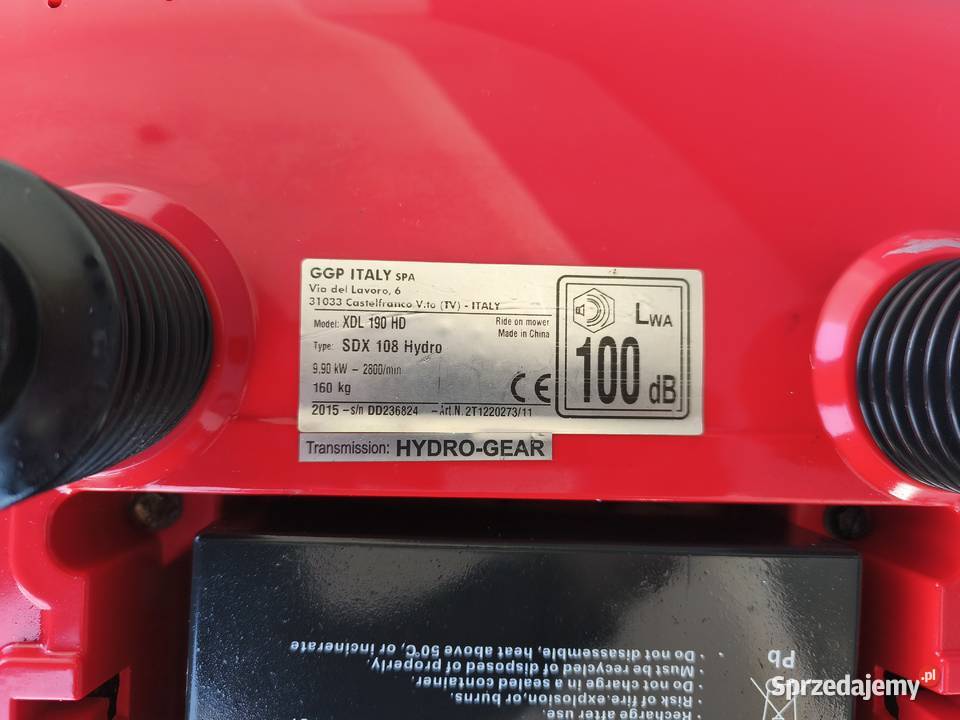 GGP ITALY SPA
Via del Lavoro, 6
31033 Castelfranco V.to (TV) - ITALY
Model: XDL 190 HD
Ride on mower
Made in China
Type: SDX 108 Hydro
9.90 kW - 2800/min
160 kg
CE
2015 - s/n DD236824 - Art.N. 2T1220273/11
LWA
100 dB
Transmission: HYDRO-GEAR
Recharge after use.
· Risk of fire, explosion, or burns.
· Do not charge in a sealed container.
Must be recycled of disposed of properly.
· Do not disassemble, heat above 50°C, or incinerate
Pb
Sprzedajemy.pl